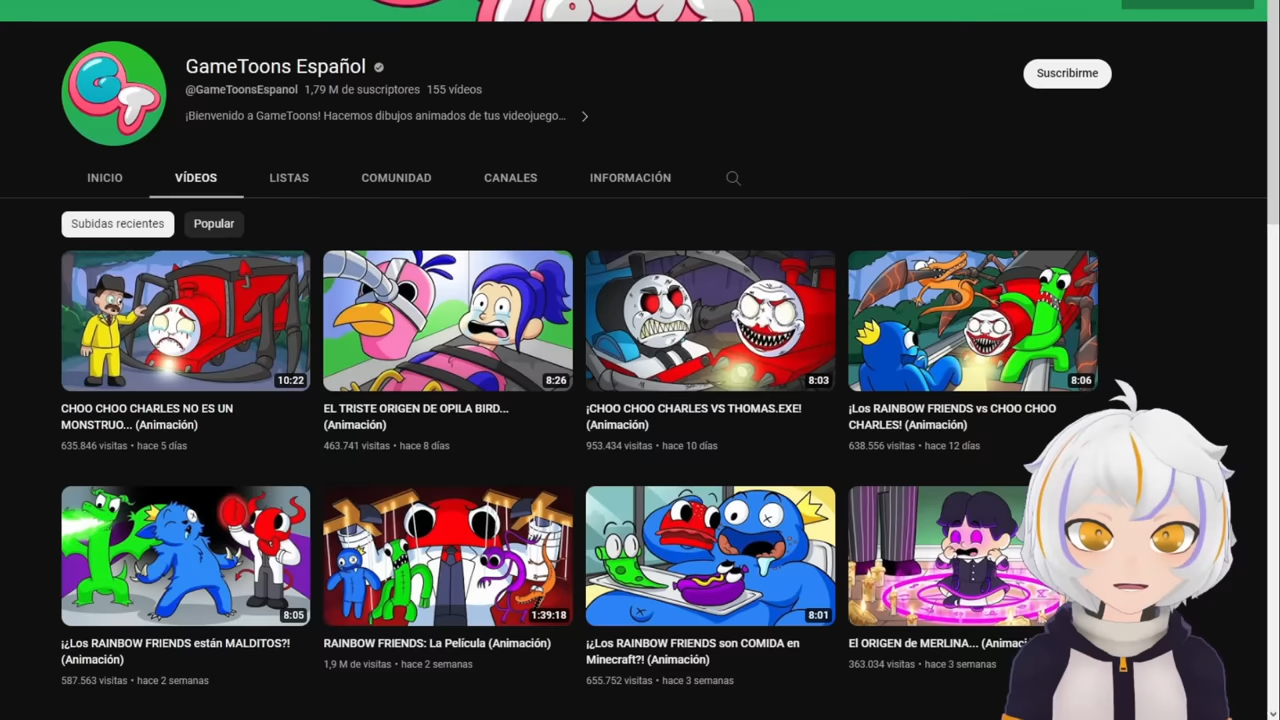 GameToons Español
@GameToonsEspanol 1,79 M de suscriptores 155 vídeos
¡Bienvenido a GameToons! Hacemos dibujos animados de tus videojuego...
Suscribirme
INICIO VÍDEOS LISTAS COMUNIDAD CANALES INFORMACIÓN
Subidas recientes Popular
10:22 8:26 8:03 8:06
CHOO CHOO CHARLES NO ES UN
MONSTRUO... (Animación)
635.846 visitas • hace 5 días
EL TRISTE ORIGEN DE OPILA BIRD...
(Animación)
463.741 visitas • hace 8 días
¡CHOO CHOO CHARLES VS THOMAS.EXE!
(Animación)
953.434 visitas • hace 10 días
¡Los RAINBOW FRIENDS vs CHOO CHOO
CHARLES! (Animación)
638.556 visitas • hace 12 días
8:05 1:39:18 8:01
¡¿Los RAINBOW FRIENDS están MALDITOS?!
(Animación)
587.563 visitas • hace 2 semanas
RAINBOW FRIENDS: La Película (Animación)
1,9 M de visitas • hace 2 semanas
¡¿Los RAINBOW FRIENDS son COMIDA en
Minecraft?! (Animación)
655.752 visitas • hace 3 semanas
El ORIGEN de MERLINA...
363.034 visitas • hace 3 semanas